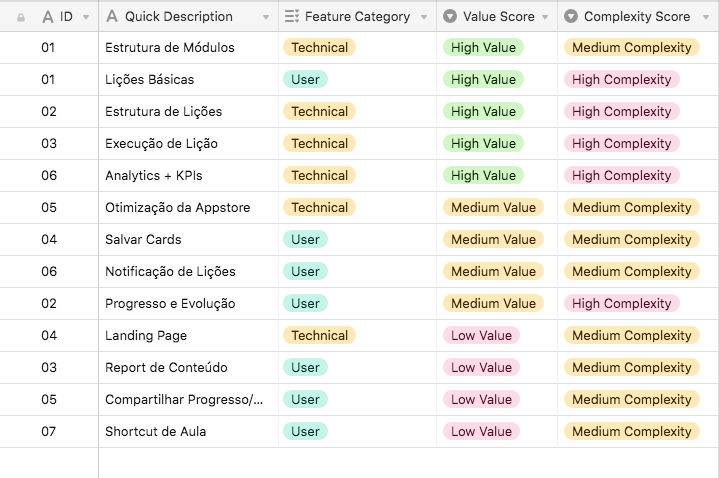 ID Quick Description Feature Category Value Score Complexity Score
01 Estrutura de Módulos Technical High Value Medium Complexity
01 Lições Básicas User High Value High Complexity
02 Estrutura de Lições Technical High Value High Complexity
03 Execução de Lição Technical High Value High Complexity
06 Analytics + KPIs Technical High Value High Complexity
05 Otimização da Appstore Technical Medium Value Medium Complexity
04 Salvar Cards User Medium Value Medium Complexity
06 Notificação de Lições User Medium Value Medium Complexity
02 Progresso e Evolução User Medium Value High Complexity
04 Landing Page Technical Low Value Medium Complexity
03 Report de Conteúdo User Low Value Medium Complexity
05 Compartilhar Progresso/... User Low Value Medium Complexity
07 Shortcut de Aula User Low Value Medium Complexity